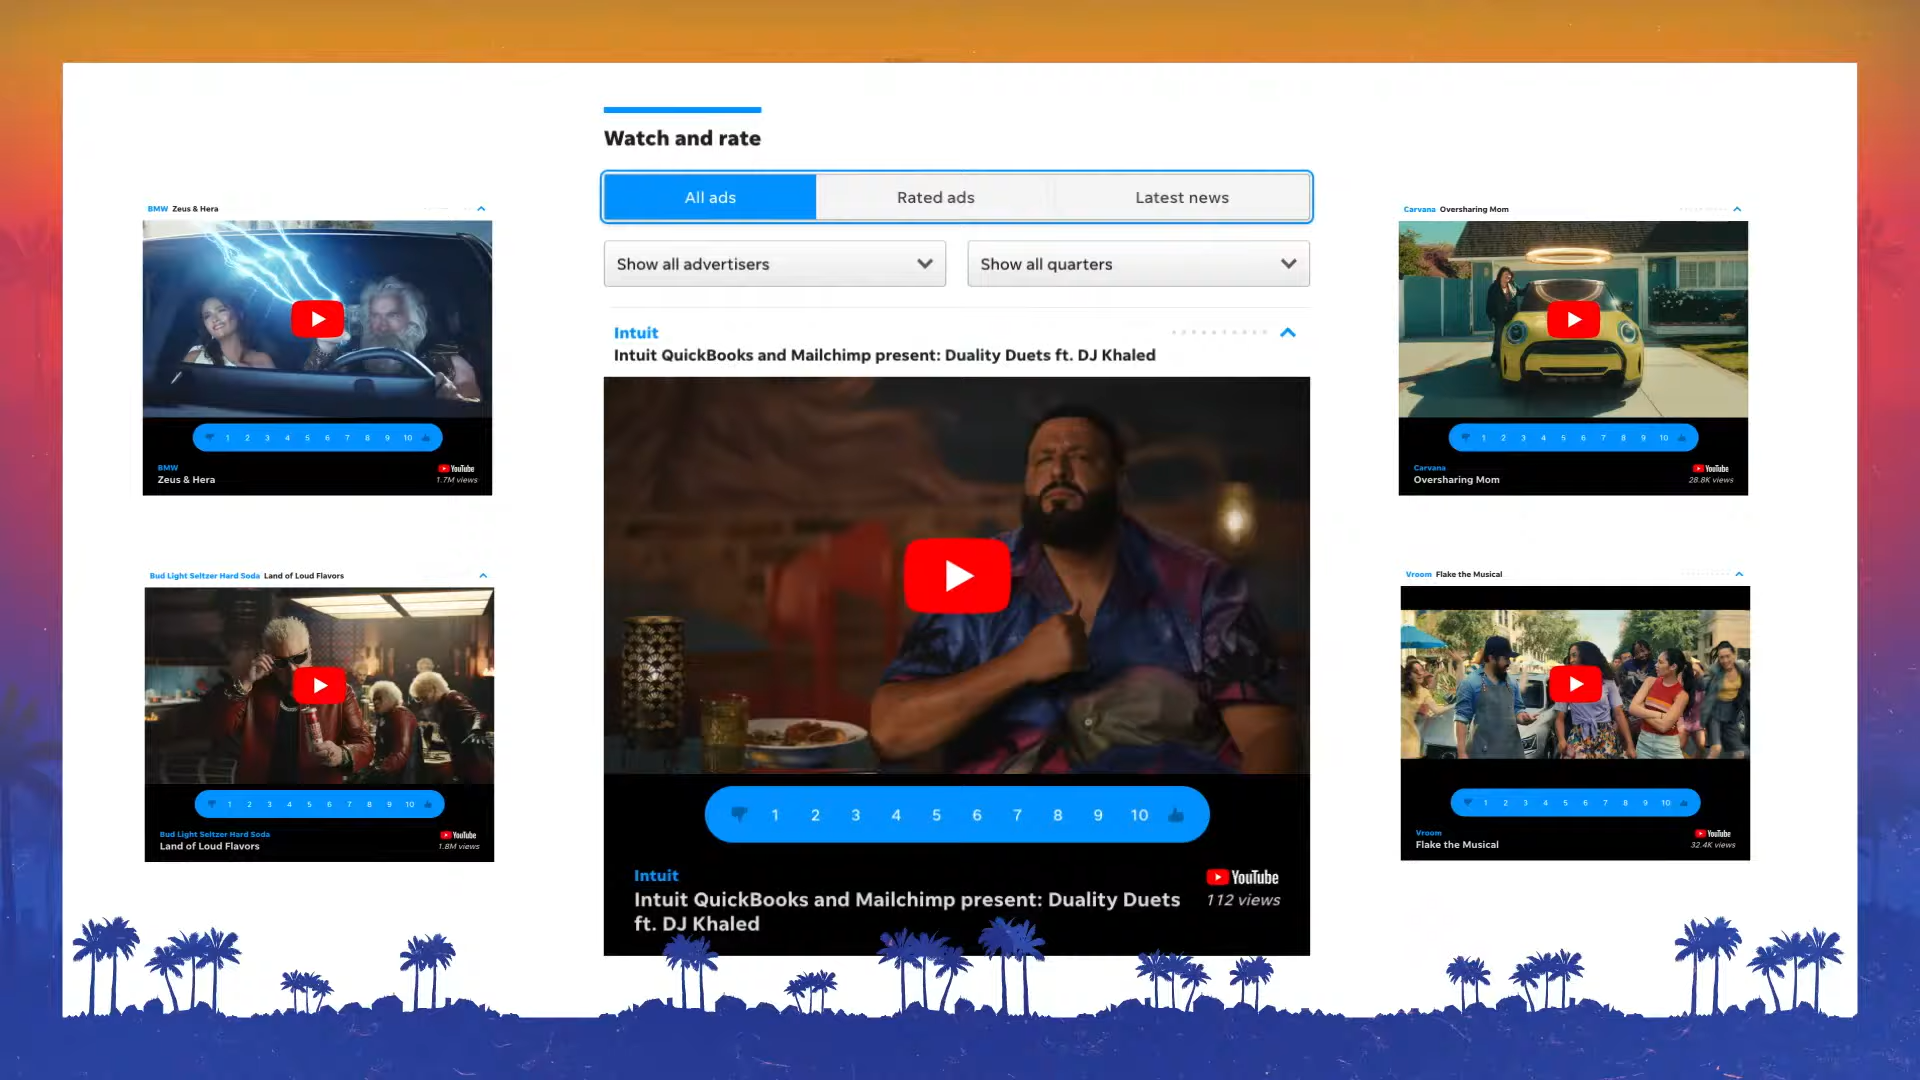 Watch and rate
All ads
Rated ads
Latest news
Show all advertisers
Show all quarters
Intuit
Intuit QuickBooks and Mailchimp present: Duality Duets ft. DJ Khaled
1 2 3 4 5 6 7 8 9 10
Intuit
YouTube
Intuit QuickBooks and Mailchimp present: Duality Duets
112 views
ft. DJ Khaled
BMW Zeus & Hera
1 2 3 4 5 6 7 8 9 10
BMW
YouTube
Zeus & Hera
1.7M views
Bud Light Seltzer Hard Soda Land of Loud Flavors
1 2 3 4 5 6 7 8 9 10
Bud Light Seltzer Hard Soda
YouTube
Land of Loud Flavors
1.8M views
Carvana Oversharing Mom
1 2 3 4 5 6 7 8 9 10
Carvana
YouTube
Oversharing Mom
28.8K views
Vroom Flake the Musical
1 2 3 4 5 6 7 8 9 10
Vroom
YouTube
Flake the Musical
32.4K views